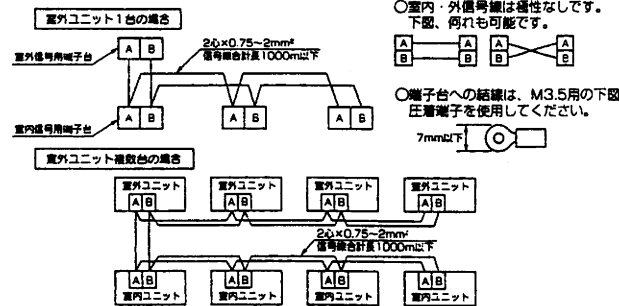 室外ユニット1台の場合
A B
室外信号用端子台
2心×0.75~2mm²
信号線合計長1000m以下
A B
A B
A B
室内信号用端子台
○室内・外信号線は極性なしです。
下図、何れも可能です。
A A A A
B B B B
○端子台への結線は、M3.5用の下図
圧着端子を使用してください。
7mm以下
室外ユニット複数台の場合
室外ユニット 室外ユニット 室外ユニット 室外ユニット
A B A B A B A B
2心×0.75~2mm²
信号線合計長1000m以下
A B A B A B A B
室内ユニット 室内ユニット 室内ユニット 室内ユニット